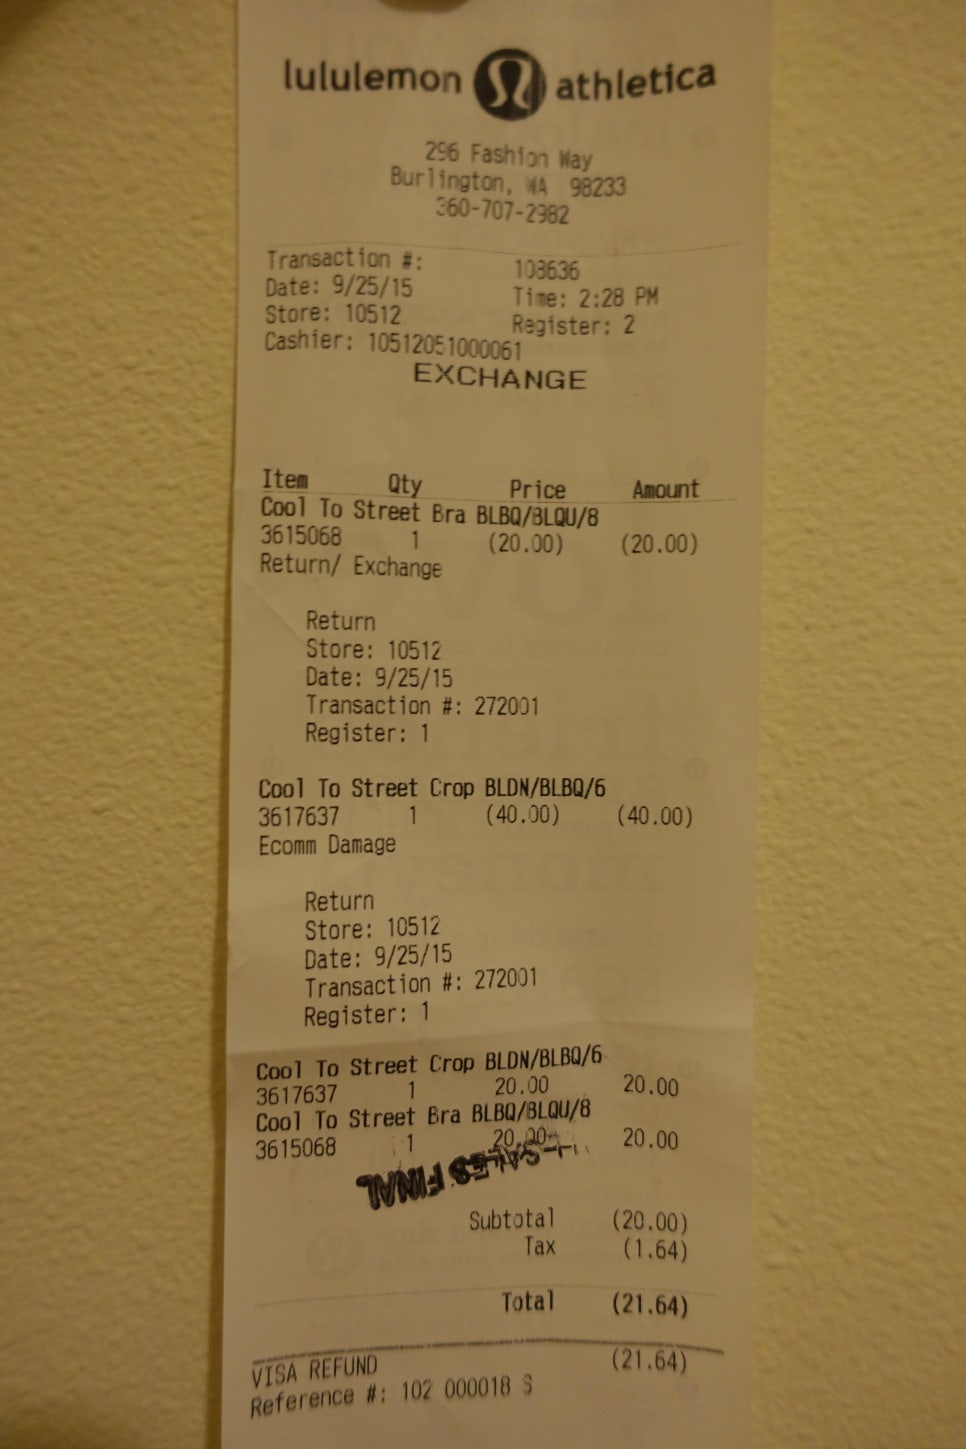 lululemon athletica
296 Fashion Way
Burlington, WA 98233
360-707-2982
Transaction #: 108636
Date: 9/25/15 Time: 2:28 PM
Store: 10512 Register: 2
Cashier: 10512051000061
EXCHANGE
Item Qty Price Amount
Cool To Street Bra BLBQ/BLQU/8
3615068 1 (20.00) (20.00)
Return/ Exchange
Return
Store: 10512
Date: 9/25/15
Transaction #: 272001
Register: 1
Cool To Street Crop BLDN/BLBQ/6
3617637 1 (40.00) (40.00)
Ecomm Damage
Return
Store: 10512
Date: 9/25/15
Transaction #: 272001
Register: 1
Cool To Street Crop BLDN/BLBQ/6
3617637 1 20.00 20.00
Cool To Street Bra BLBQ/BLQU/8
3615068 1 20.00 20.00
SALES FINAL
Subtotal (20.00)
Tax (1.64)
Total (21.64)
VISA REFUND (21.64)
Reference #: 102 000018 S